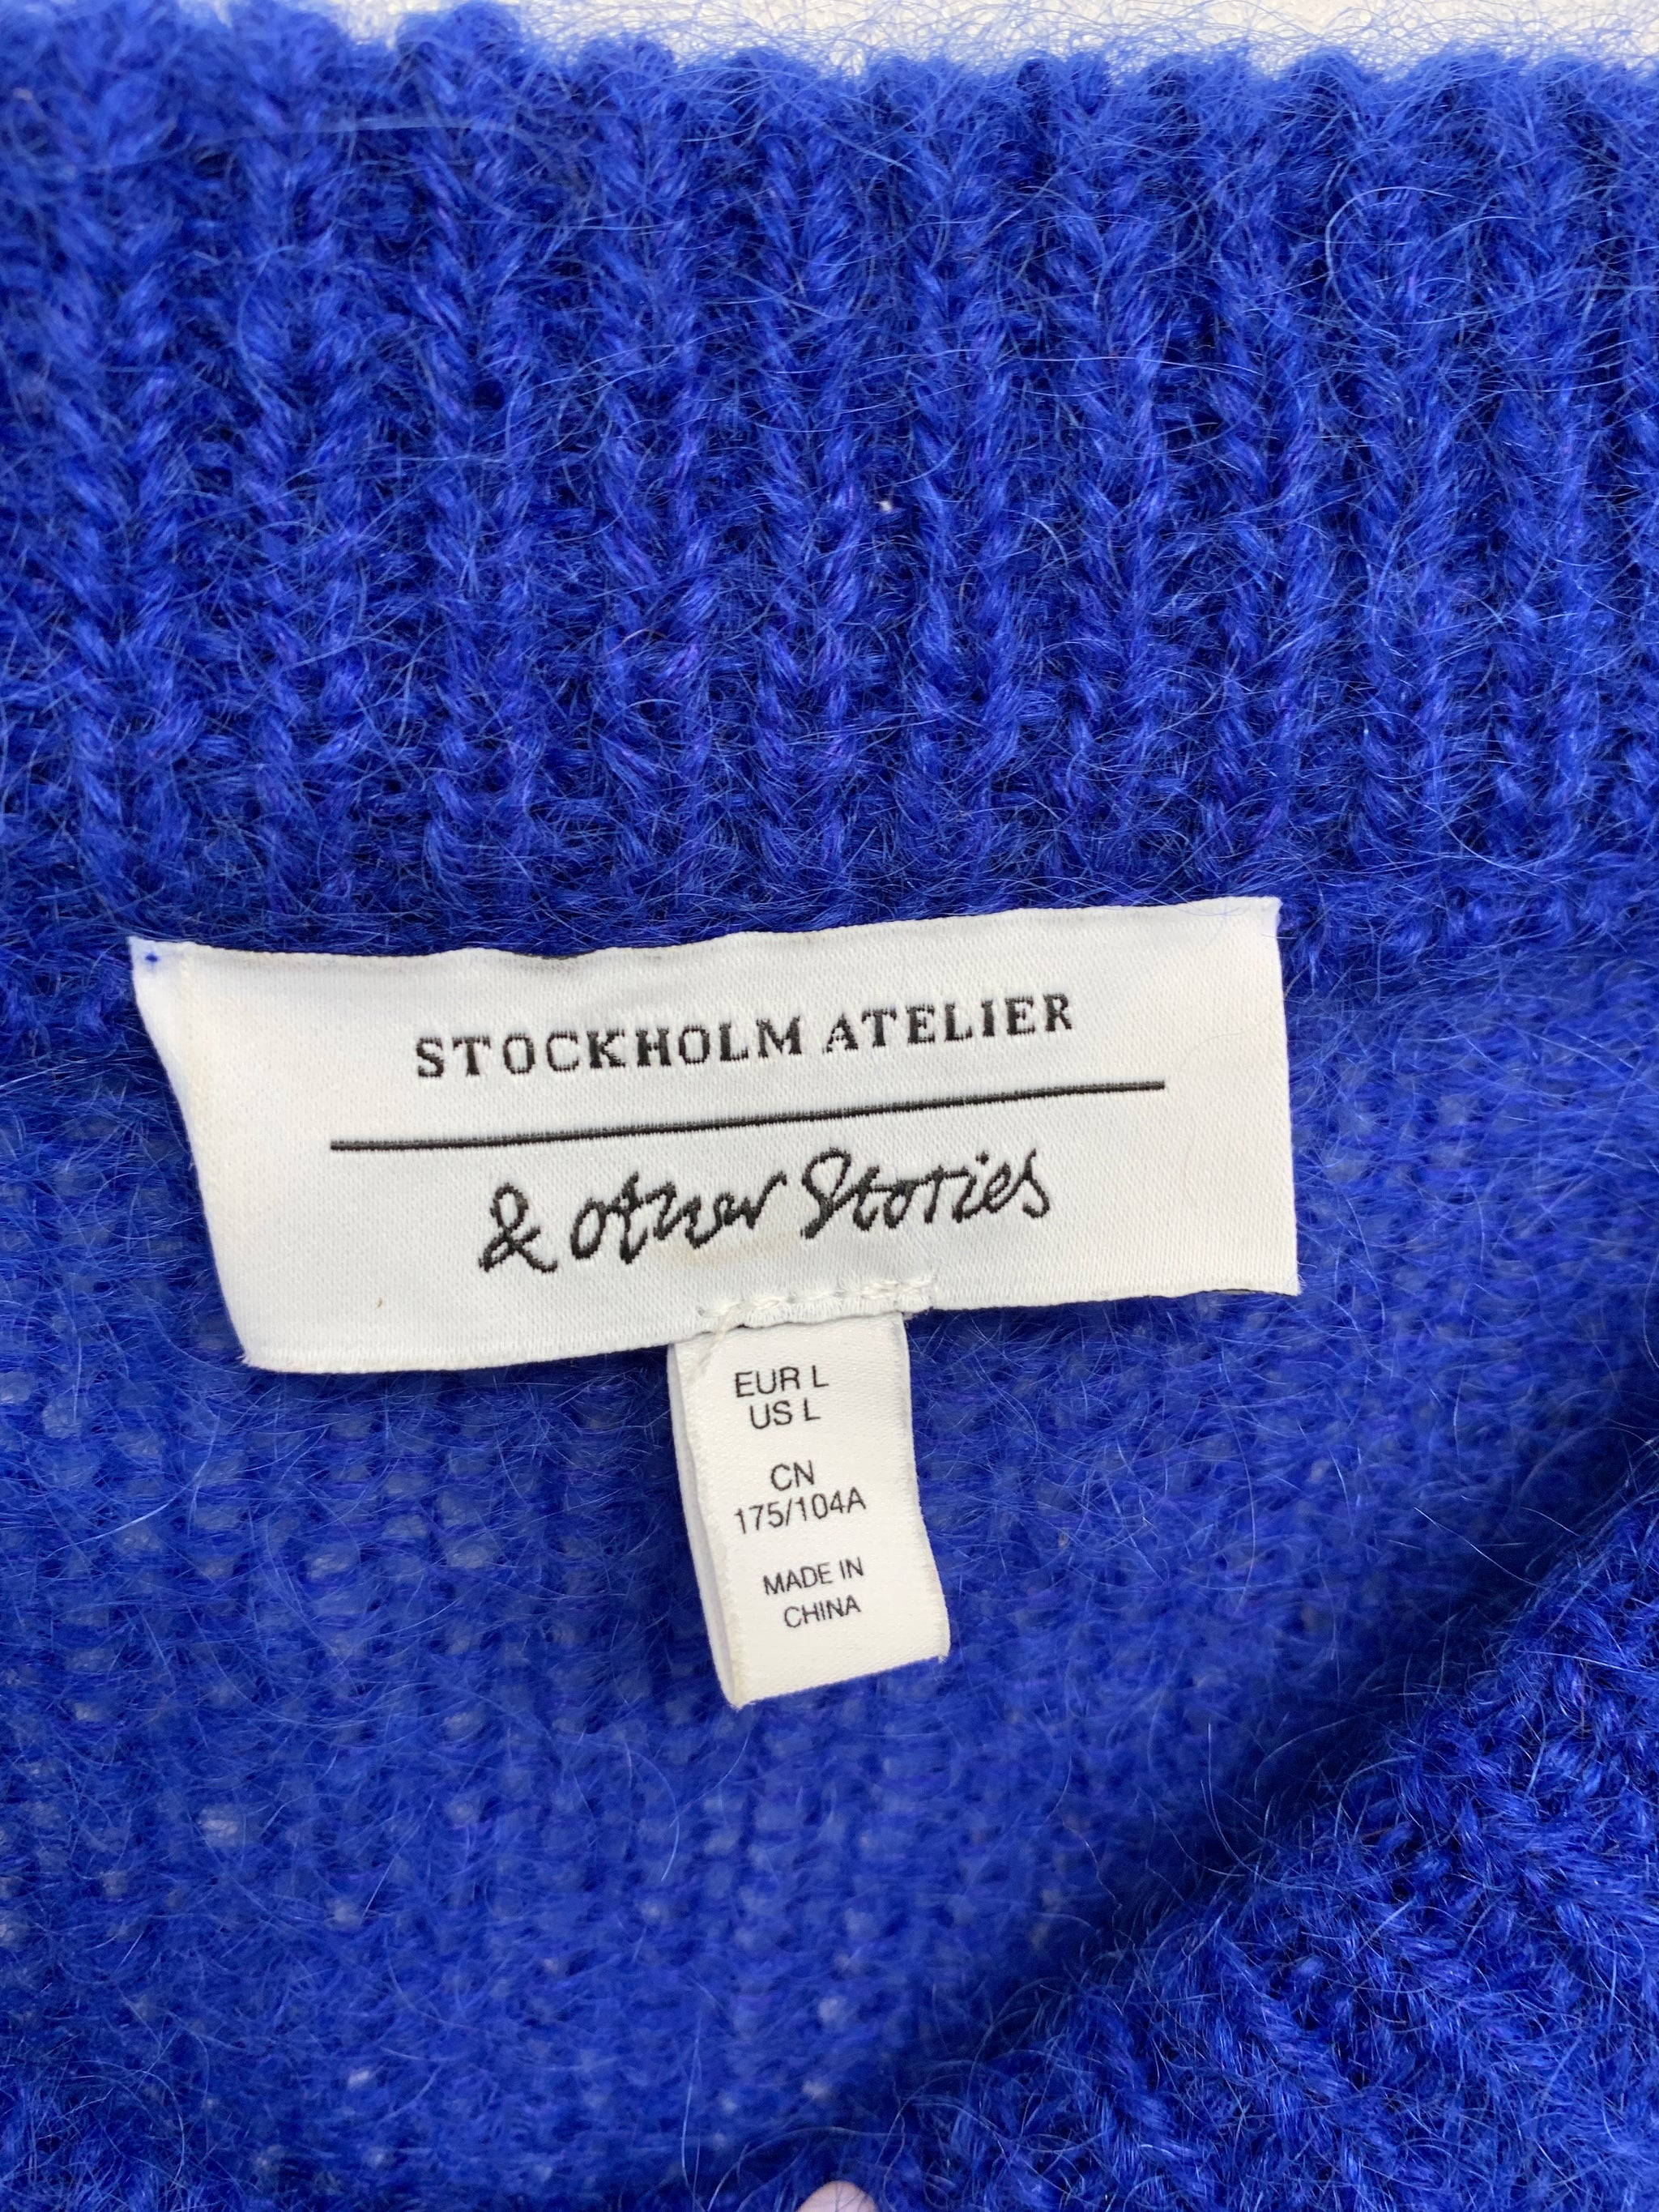 STOCKHOLM ATELIER
& other Stories
EUR L
US L
CN
175/104A
MADE IN
CHINA